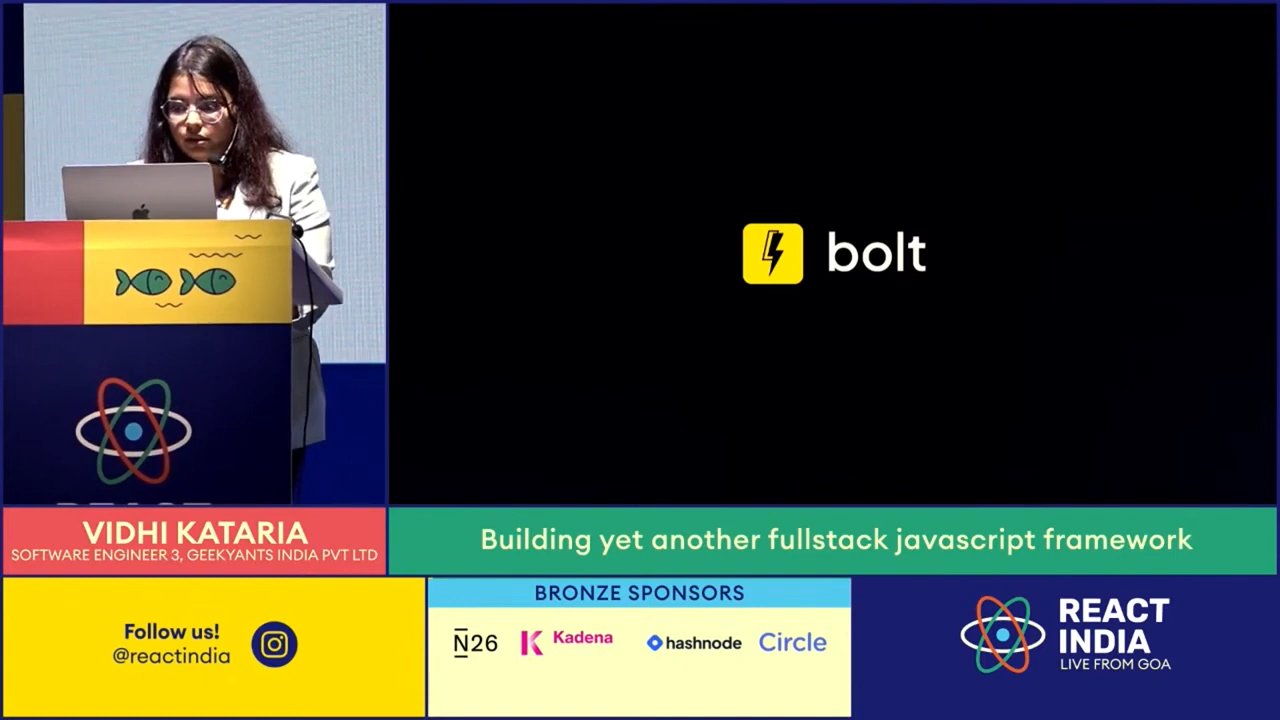 bolt
VIDHI KATARIA
SOFTWARE ENGINEER 3, GEEKYANTS INDIA PVT LTD
Building yet another fullstack javascript framework
Follow us!
@reactindia
BRONZE SPONSORS
N26
Kadena
hashnode
Circle
REACT
INDIA
LIVE FROM GOA